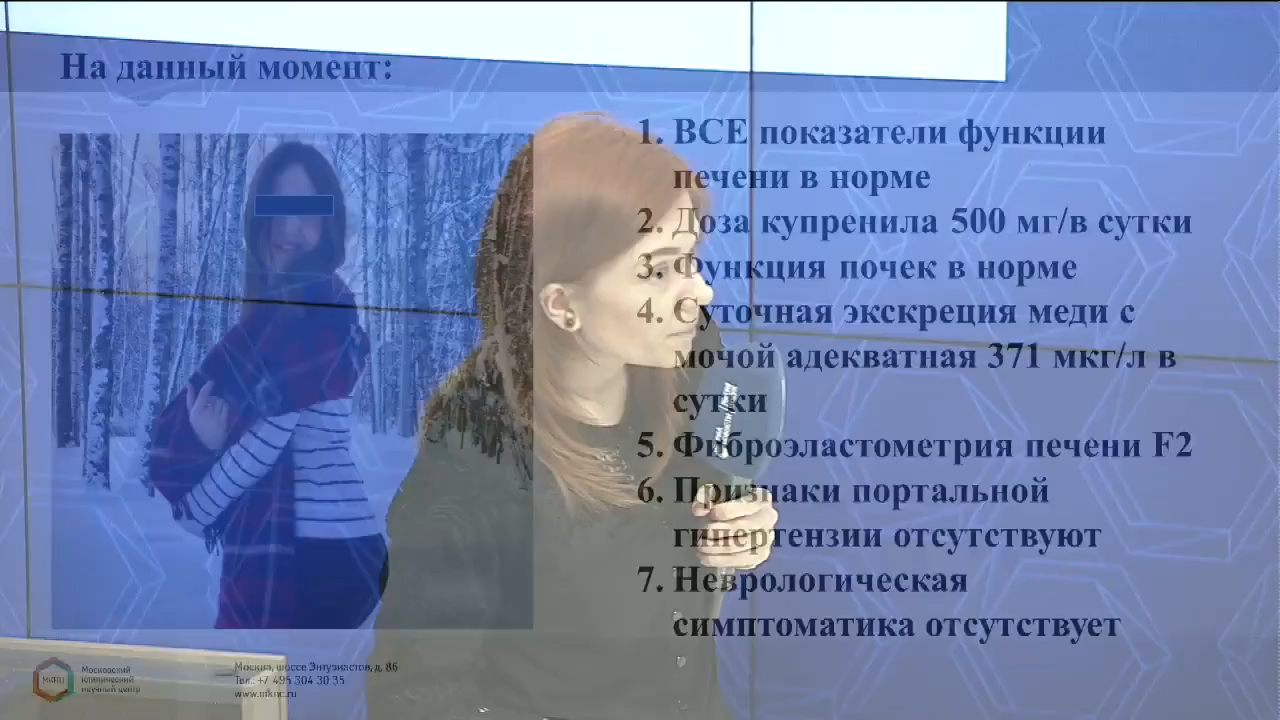 На данный момент:
1. ВСЕ показатели функции
печени в норме
2. Доза купренила 500 мг/в сутки
3. Функция почек в норме
4. Суточная экскреция меди с
мочой адекватная 371 мкг/л в
сутки
5. Фиброэластометрия печени F2
6. Признаки портальной
гипертензии отсутствуют
7. Неврологическая
симптоматика отсутствует
Московский
клинический
научный центр
Москва, шоссе Энтузиастов, д. 86
Тел.: +7 495 304 30 35
www.mknc.ru